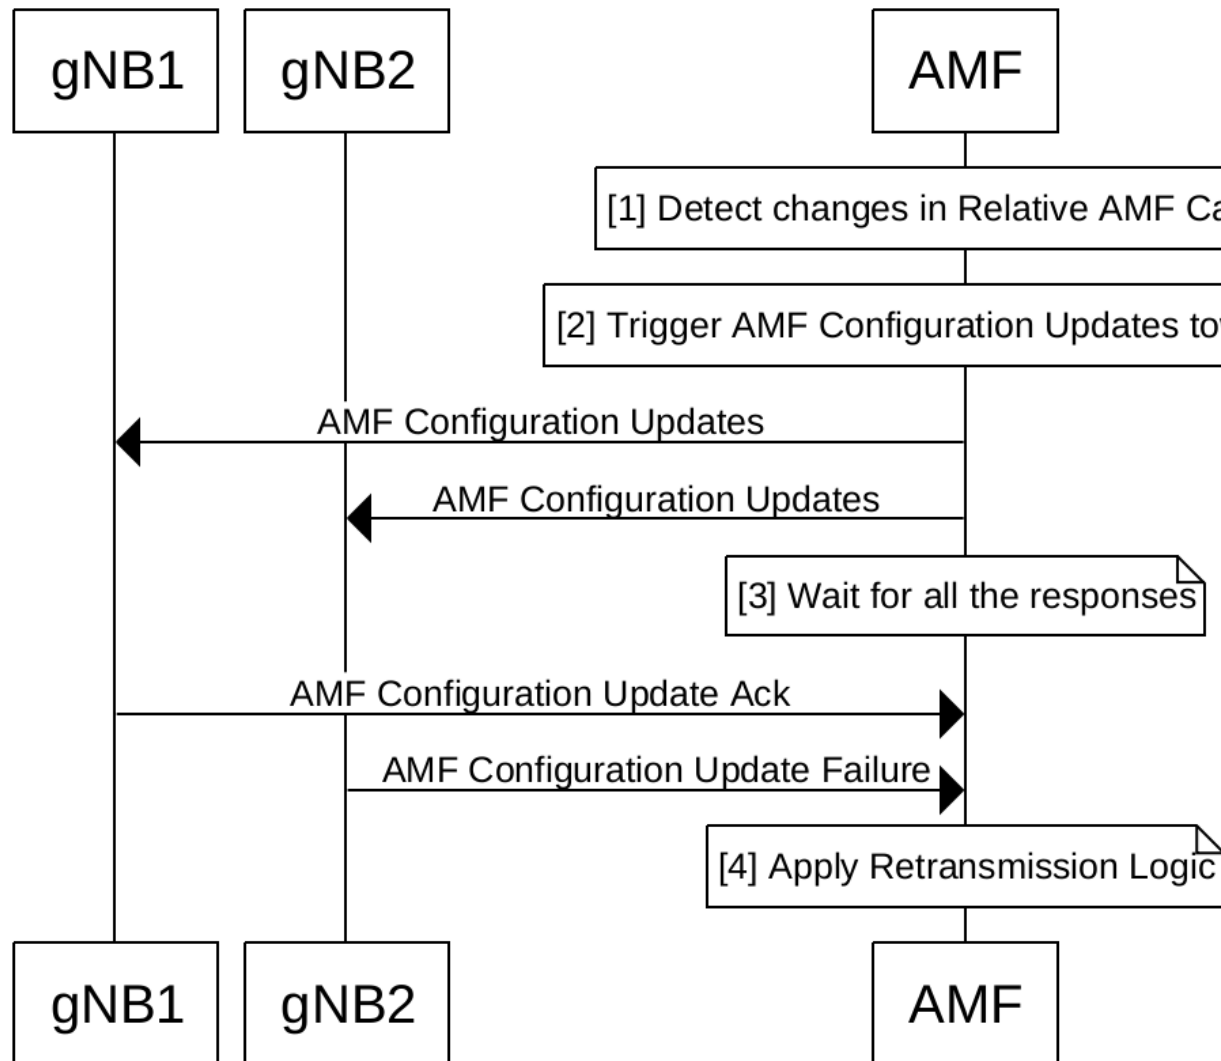 gNB1
gNB2
AMF
[1] Detect changes in Relative AMF
[2] Trigger AMF Configuration Updates
AMF Configuration Updates
AMF Configuration Updates
[3] Wait for all the responses
AMF Configuration Update Ack
AMF Configuration Update Failure
[4] Apply Retransmission Logic
gNB1
gNB2
AMF